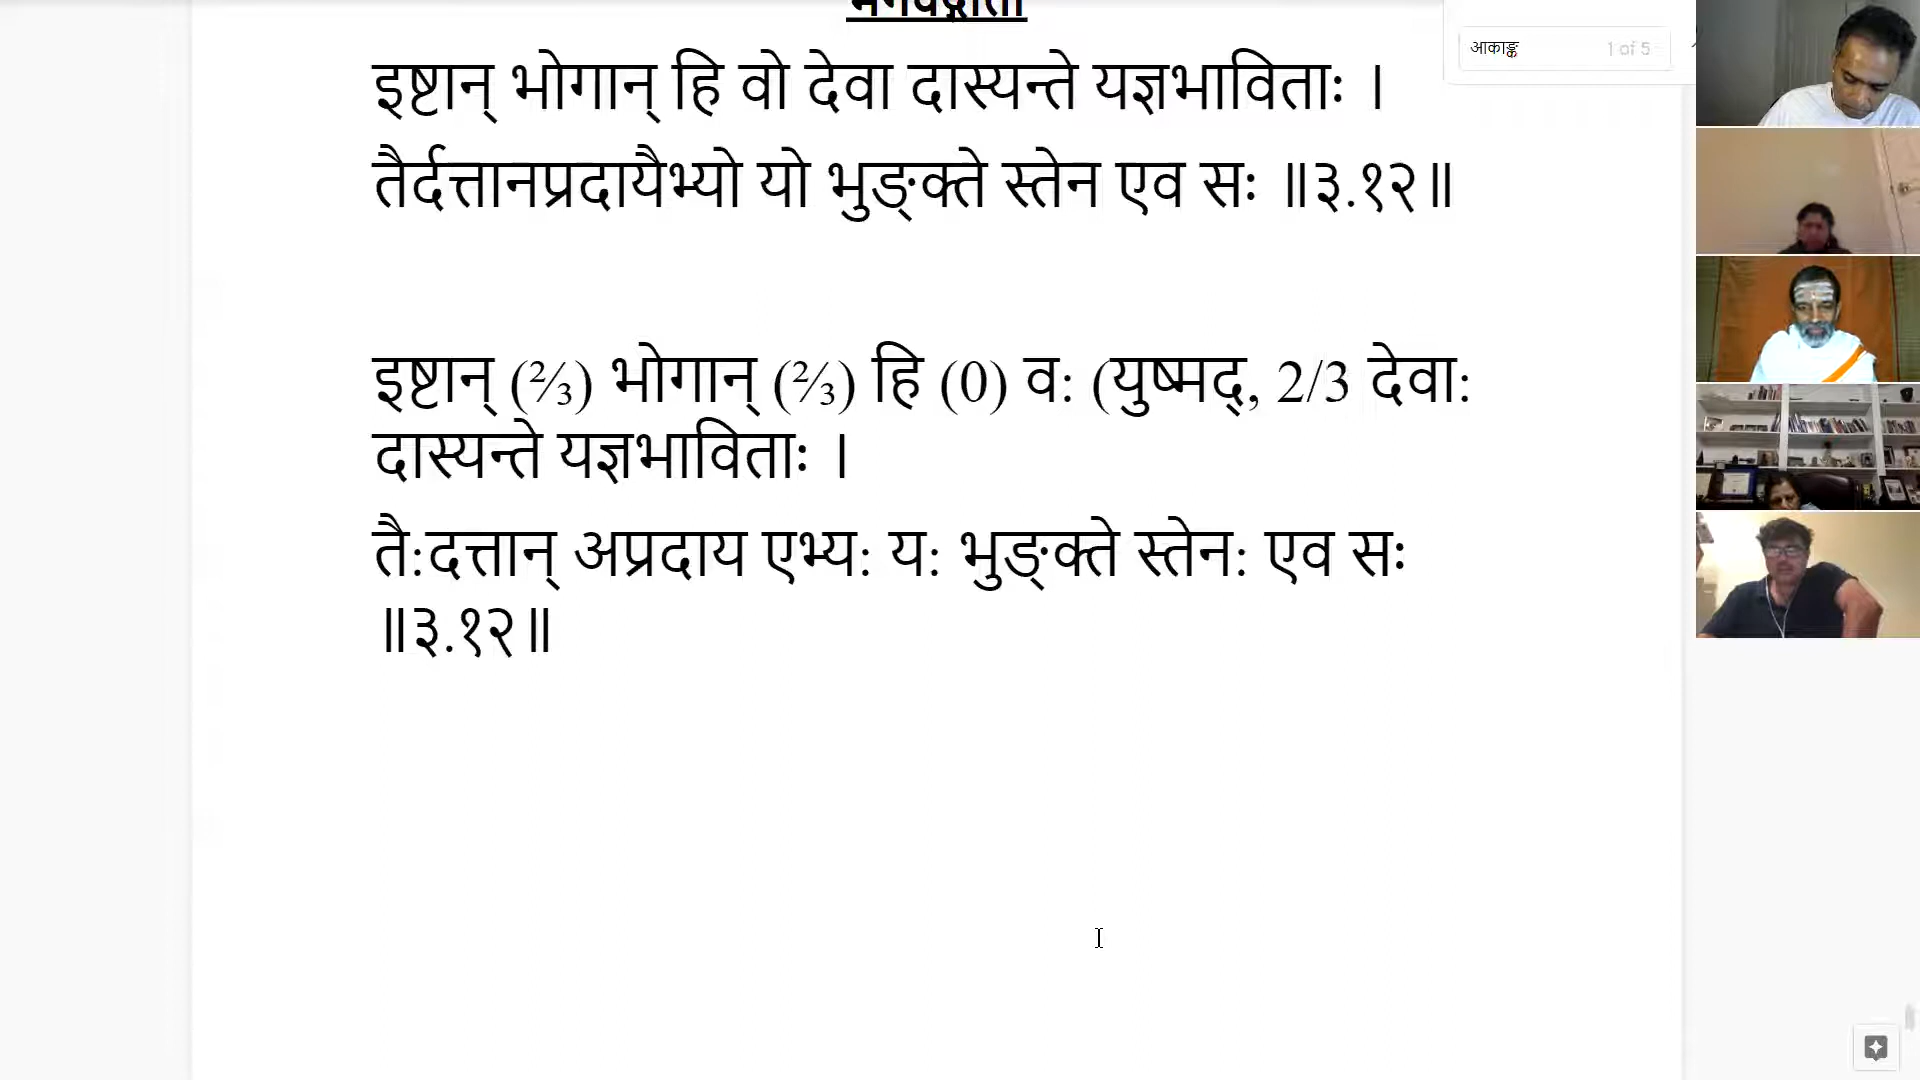 भगवद्गीता
इष्टान् भोगान् हि वो देवा दास्यन्ते यज्ञभाविताः ।
तैर्दत्तानप्रदायैभ्यो यो भुङ्क्ते स्तेन एव सः ॥३.१२॥
इष्टान् (⅔) भोगान् (⅔) हि (0) वः (युष्मद्, 2/3 देवाः
दास्यन्ते यज्ञभाविताः ।
तैःदत्तान् अप्रदाय एभ्यः यः भुङ्क्ते स्तेनः एव सः
॥३.१२॥
आकाङ्क 1 of 5